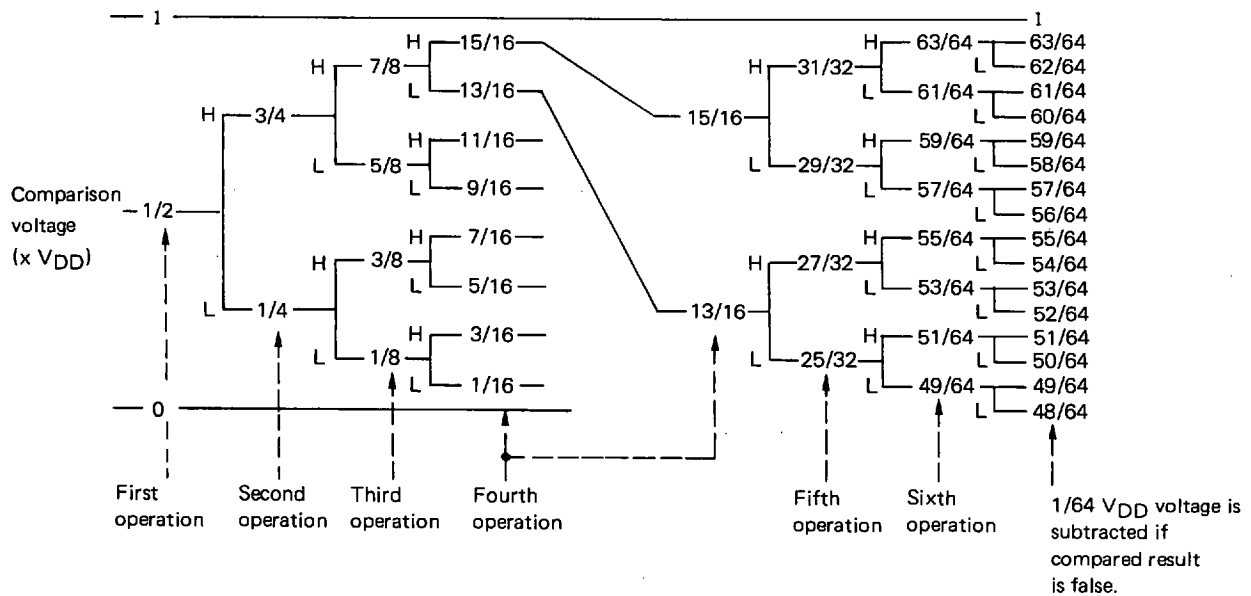 1 1
H 15/16 H 63/64 63/64
H 7/8 H 31/32 L 62/64
L 13/16 L 61/64 61/64
H 3/4 15/16 L 60/64
H 11/16 H 59/64 59/64
L 5/8 L 29/32 L 58/64
L 9/16 L 57/64 57/64
Comparison
voltage
(x VDD)
1/2 L 56/64
H 7/16 H 55/64 55/64
H 3/8 H 27/32 L 54/64
L 5/16 L 53/64 53/64
L 1/4 13/16 L 52/64
H 3/16 H 51/64 51/64
L 1/8 L 25/32 L 50/64
L 1/16 L 49/64 49/64
0 L 48/64
First
operation
Second
operation
Third
operation
Fourth
operation
Fifth
operation
Sixth
operation
1/64 VDD voltage is
subtracted if
compared result
is false.